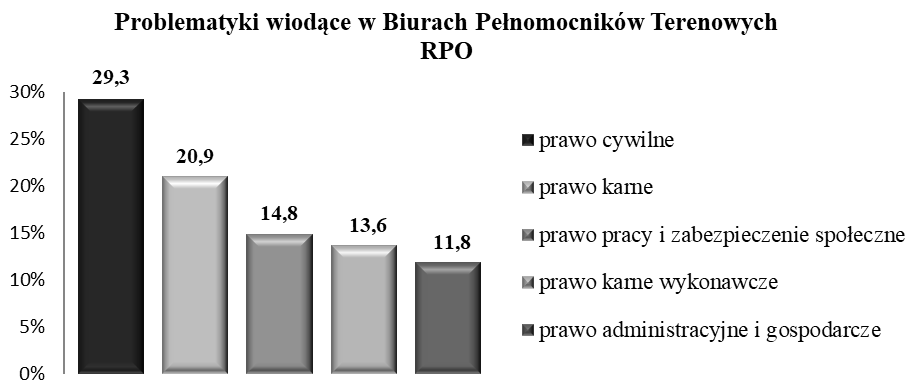 Problematyki wiodące w Biurach Pełnomocników Terenowych
RPO
29,3
20,9
14,8
13,6
11,8
30%
25%
20%
15%
10%
5%
0%
prawo cywilne
prawo karne
prawo pracy i zabezpieczenie społeczne
prawo karne wykonawcze
prawo administracyjne i gospodarcze